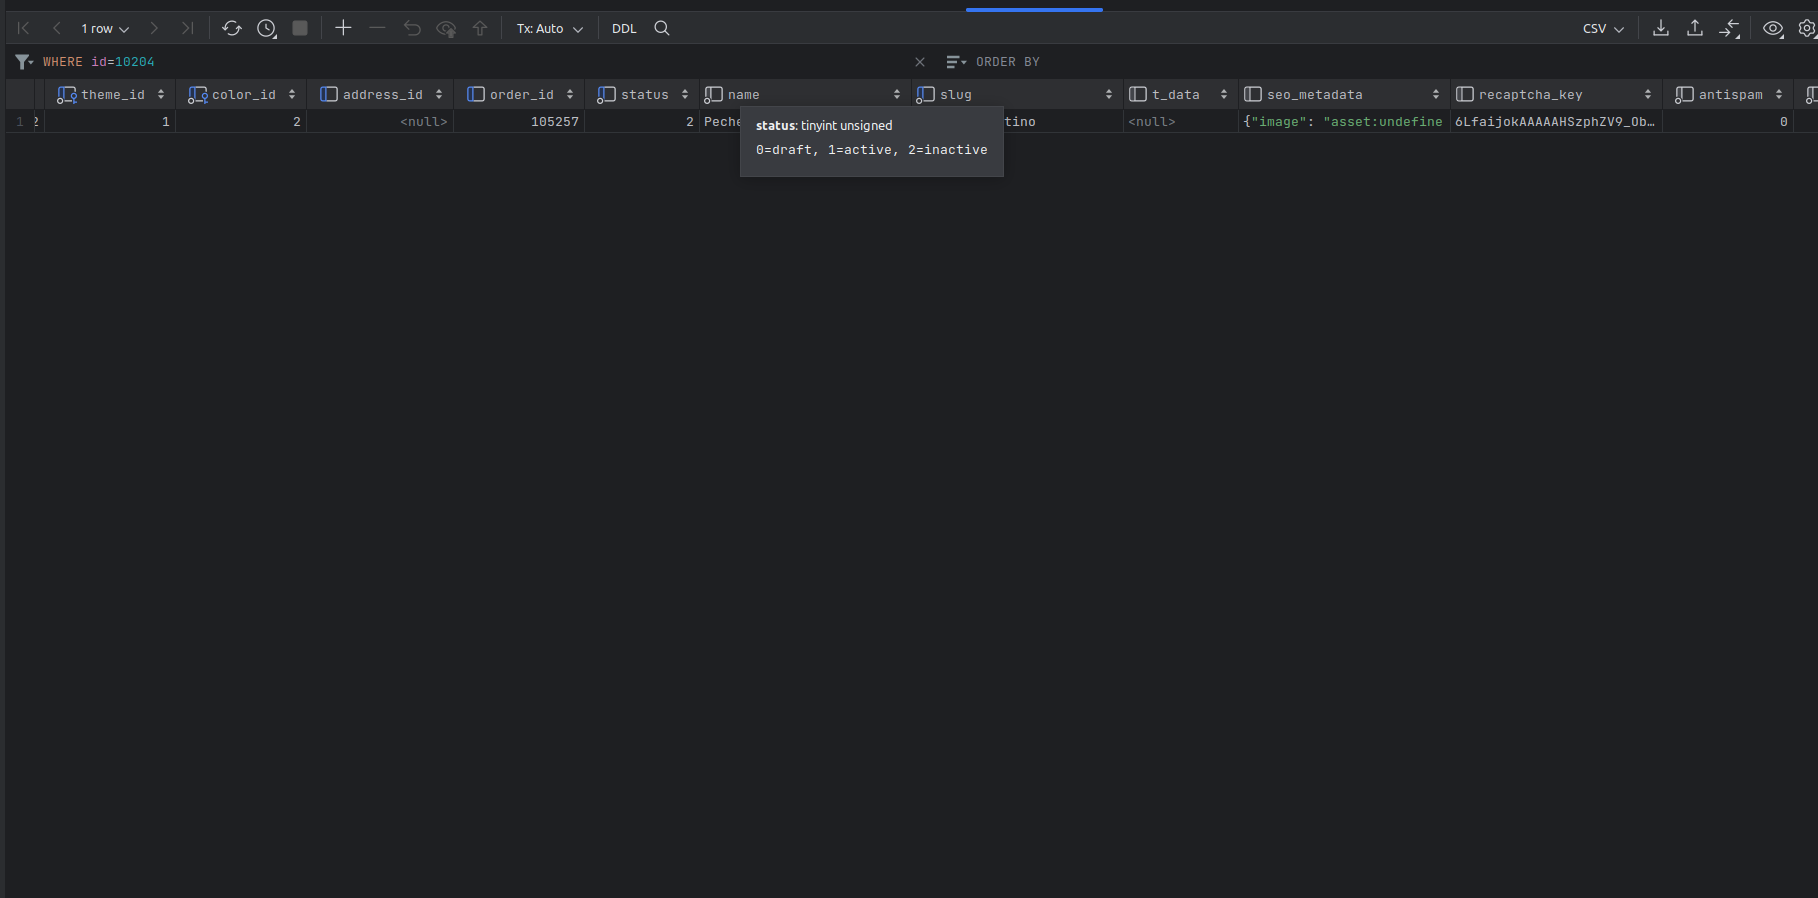 1 row Tx: Auto DDL CSV
WHERE id=10204 ORDER BY
theme_id color_id address_id order_id status name slug t_data seo_metadata recaptcha_key antispam
1 2 1 2 <null> 105257 2 Peche tino <null> {"image": "asset:undefine 6LfaijokAAAAAHSzphZV9_Ob… 0
status: tinyint unsigned
0=draft, 1=active, 2=inactive